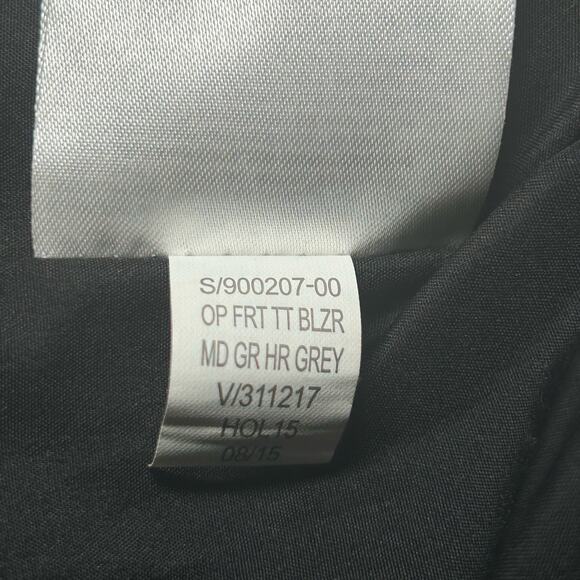 S/900207-00
OP FRT TT BLZR
MD GR HR GREY
V/311217
HOL15
08/15